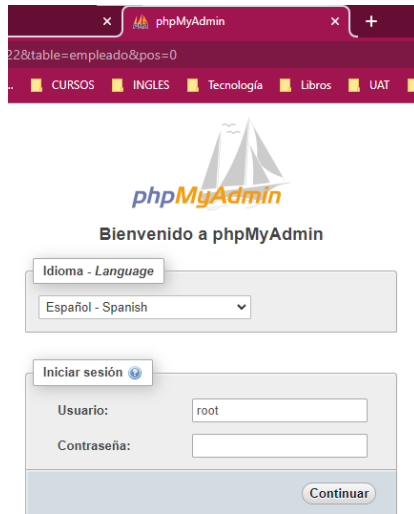 phpMyAdmin
22&table=empleado&pos=0
CURSOS INGLES Tecnología Libros UAT
phpMyAdmin
Bienvenido a phpMyAdmin
Idioma - Language
Español - Spanish
Iniciar sesión
Usuario: root
Contraseña:
Continuar